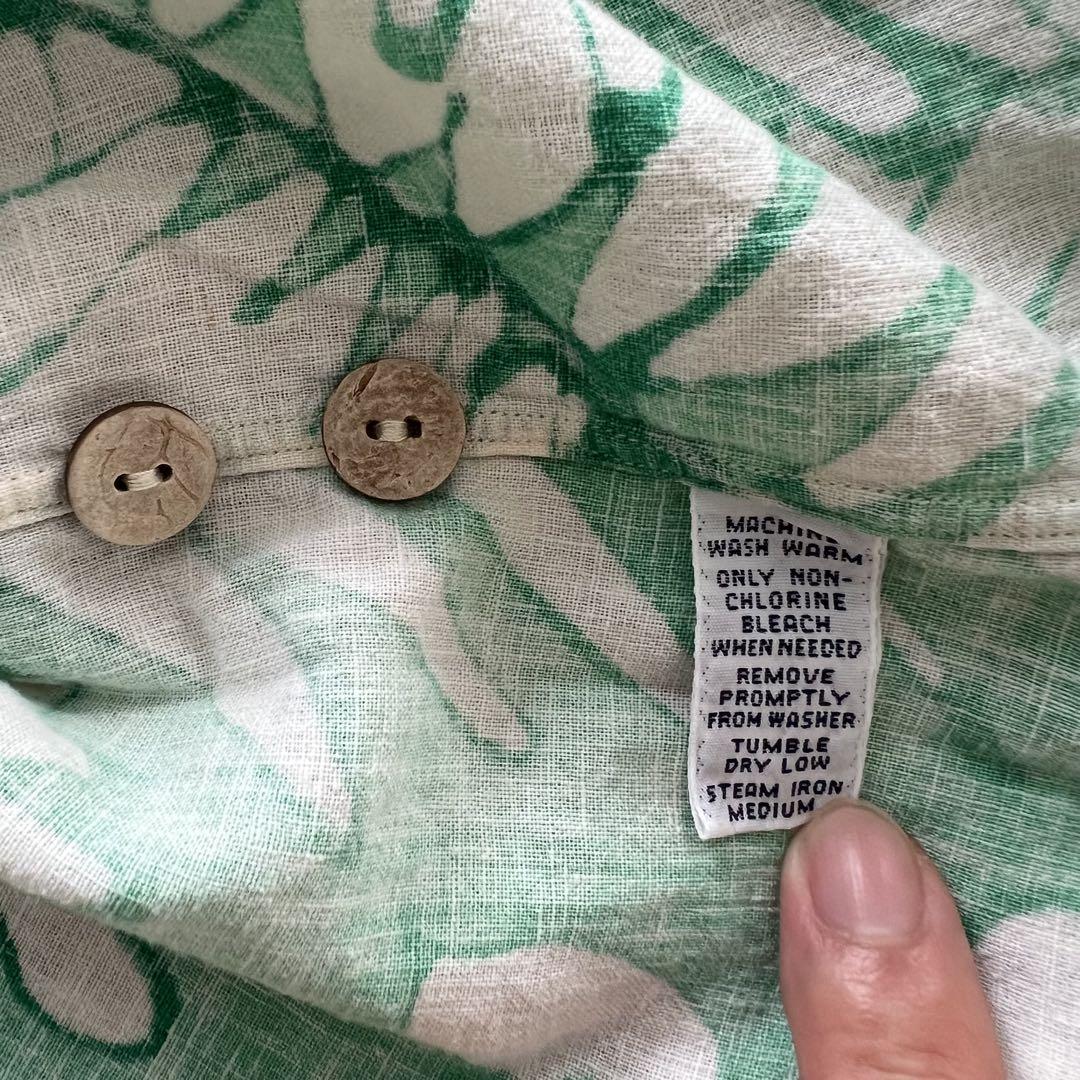 MACHINE
WASH WARM
ONLY NON-
CHLORINE
BLEACH
WHEN NEEDED
REMOVE
PROMPTLY
FROM WASHER
TUMBLE
DRY LOW
STEAM IRON
MEDIUM